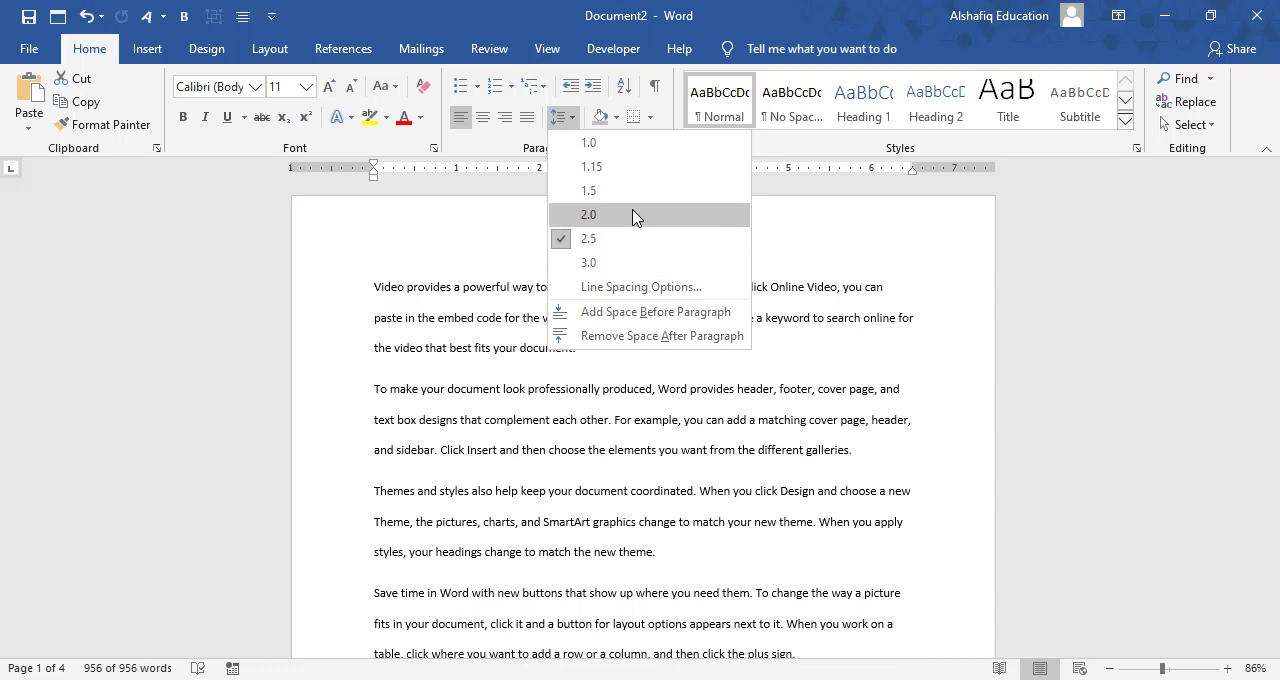 Document2 - Word
Alshafiq Education
File Home Insert Design Layout References Mailings Review View Developer Help Tell me what you want to do Share
Cut
Copy
Format Painter
Paste
Clipboard
Calibri (Body 11
Font
Aa
B I U abc x₂ x²
Para
AaBbCcDc AaBbCcDc AaBbCc AaBbCcC AaB AaBbCcD
¶ Normal ¶ No Spac... Heading 1 Heading 2 Title Subtitle
Styles
Find
Replace
Select
Editing
1.0
1.15
1.5
2.0
2.5
3.0
Line Spacing Options...
Add Space Before Paragraph
Remove Space After Paragraph
1 1 2 5 6 7
Video provides a powerful way to lick Online Video, you can
paste in the embed code for the v e a keyword to search online for
the video that best fits your document.
To make your document look professionally produced, Word provides header, footer, cover page, and
text box designs that complement each other. For example, you can add a matching cover page, header,
and sidebar. Click Insert and then choose the elements you want from the different galleries.
Themes and styles also help keep your document coordinated. When you click Design and choose a new
Theme, the pictures, charts, and SmartArt graphics change to match your new theme. When you apply
styles, your headings change to match the new theme.
Save time in Word with new buttons that show up where you need them. To change the way a picture
fits in your document, click it and a button for layout options appears next to it. When you work on a
table, click where you want to add a row or a column, and then click the plus sign.
Page 1 of 4 956 of 956 words 86%